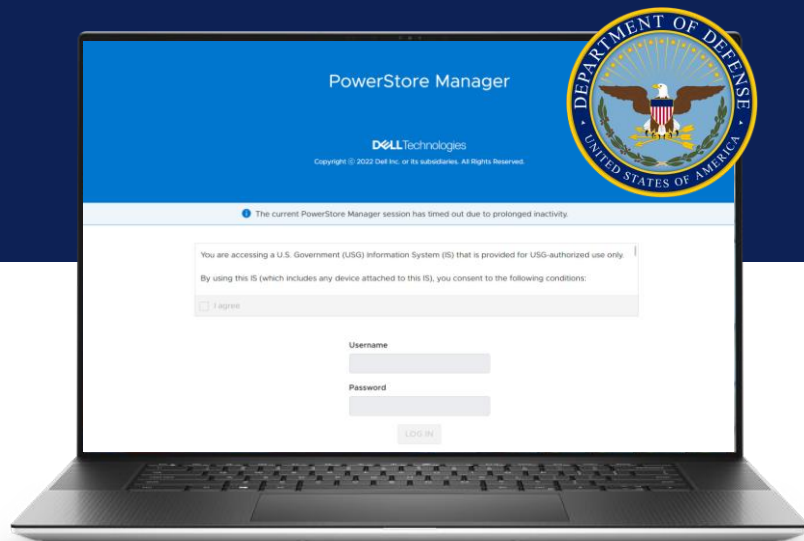 PowerStore Manager
DELL Technologies
Copyright © 2022 Dell Inc. or its subsidiaries. All Rights Reserved.
DEPARTMENT OF DEFENSE
UNITED STATES OF AMERICA
The current PowerStore Manager session has timed out due to prolonged inactivity.
You are accessing a U.S. Government (USG) Information System (IS) that is provided for USG-authorized use only.
By using this IS (which includes any device attached to this IS), you consent to the following conditions:
I agree
Username
Password
LOG IN